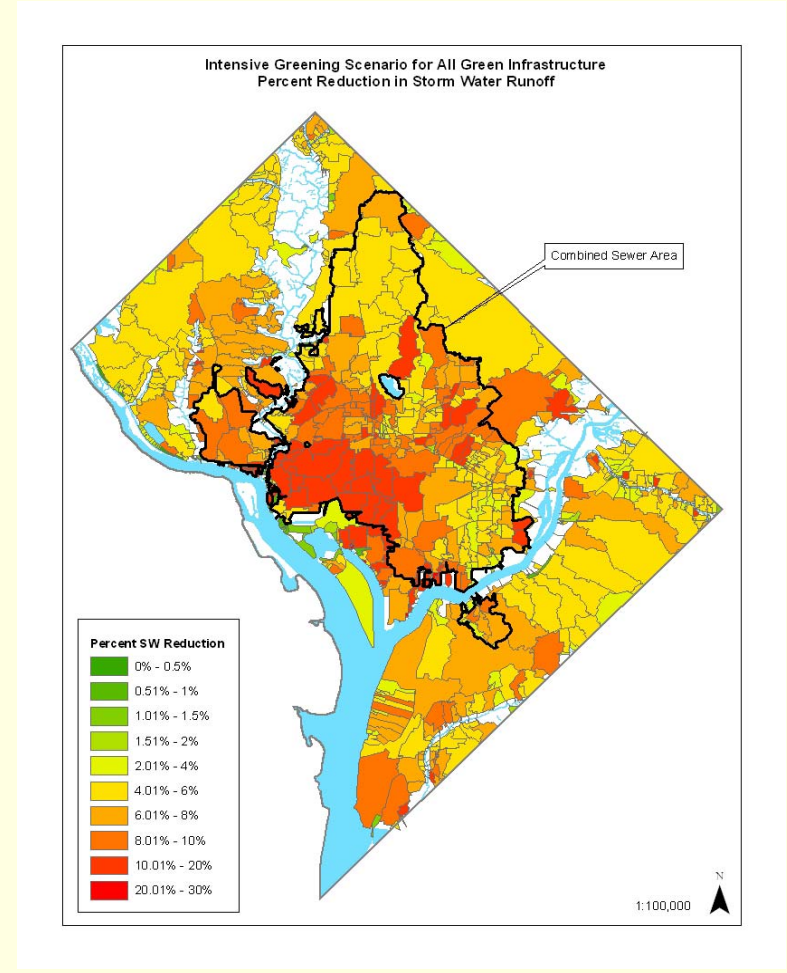 Intensive Greening Scenario for All Green Infrastructure
Percent Reduction in Storm Water Runoff
Combined Sewer Area
Percent SW Reduction
0% - 0.5%
0.51% - 1%
1.01% - 1.5%
1.51% - 2%
2.01% - 4%
4.01% - 6%
6.01% - 8%
8.01% - 10%
10.01% - 20%
20.01% - 30%
N
1:100,000